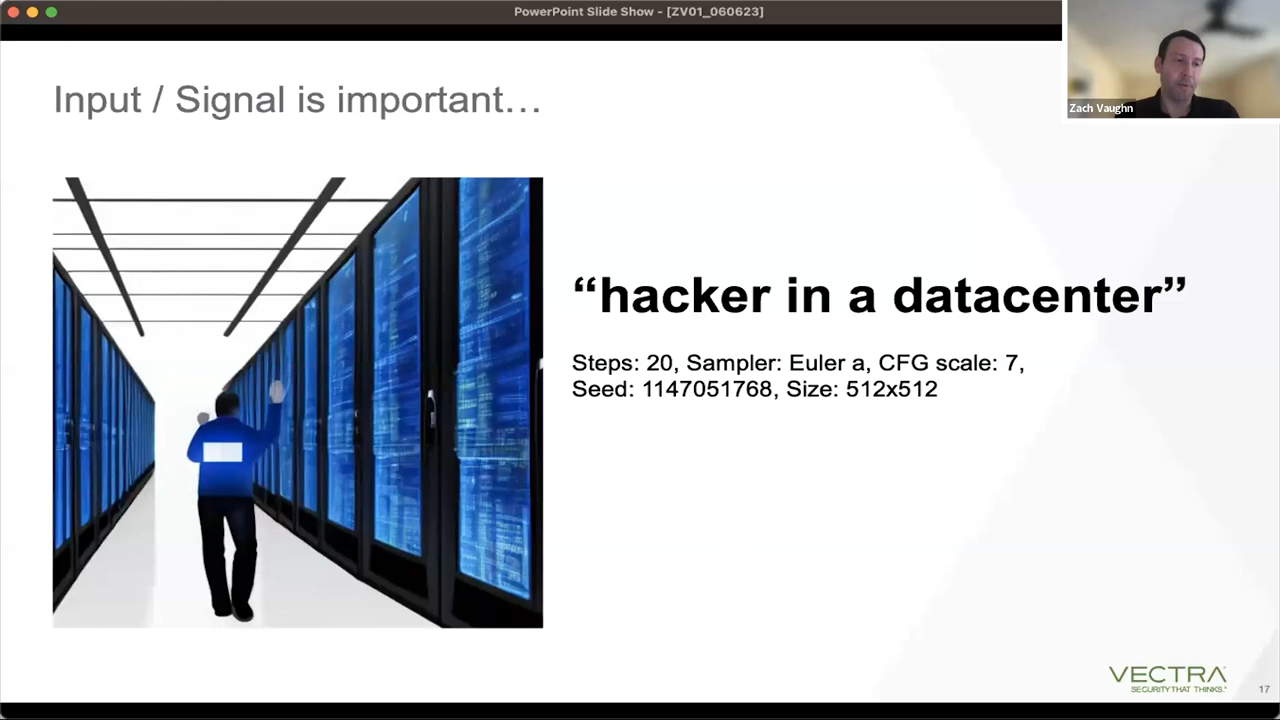 PowerPoint Slide Show - [ZV01_060623]
Zach Vaughn
Input / Signal is important…
“hacker in a datacenter”
Steps: 20, Sampler: Euler a, CFG scale: 7,
Seed: 1147051768, Size: 512x512
VECTRA
SECURITY THAT THINKS.
17